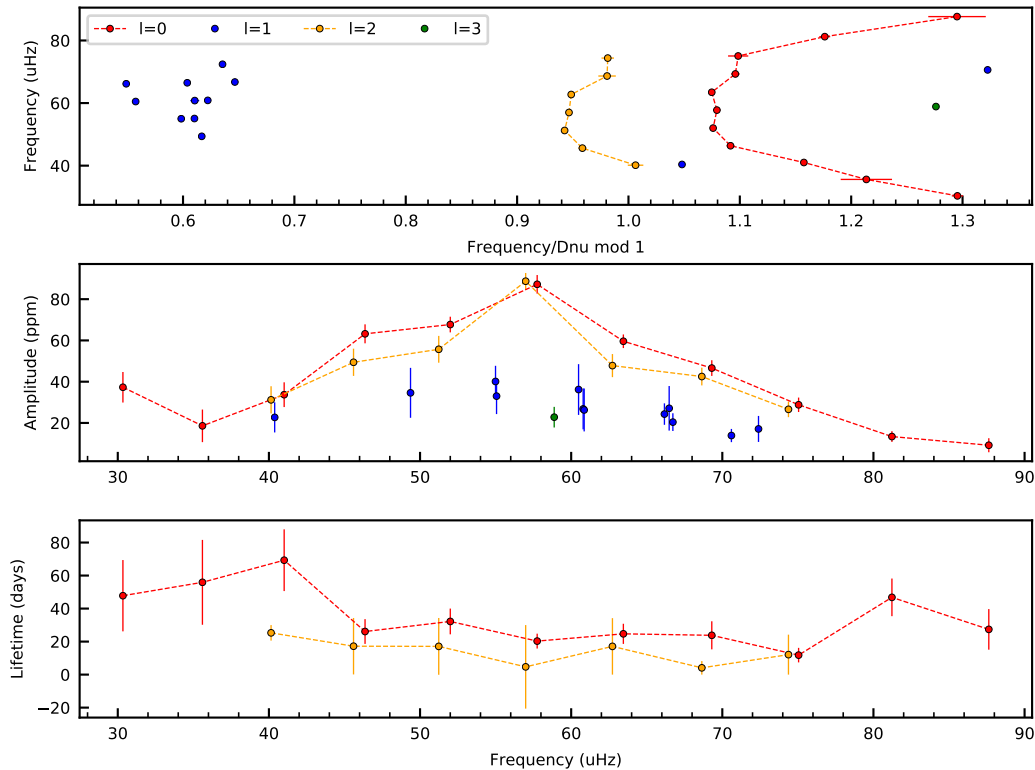 l=0 l=1 l=2 l=3
Frequency (uHz)
80
60
40
0.6 0.7 0.8 0.9 1.0 1.1 1.2 1.3
Frequency/Dnu mod 1
Amplitude (ppm)
80
60
40
20
30 40 50 60 70 80 90
Lifetime (days)
80
60
40
20
0
−20
30 40 50 60 70 80 90
Frequency (uHz)